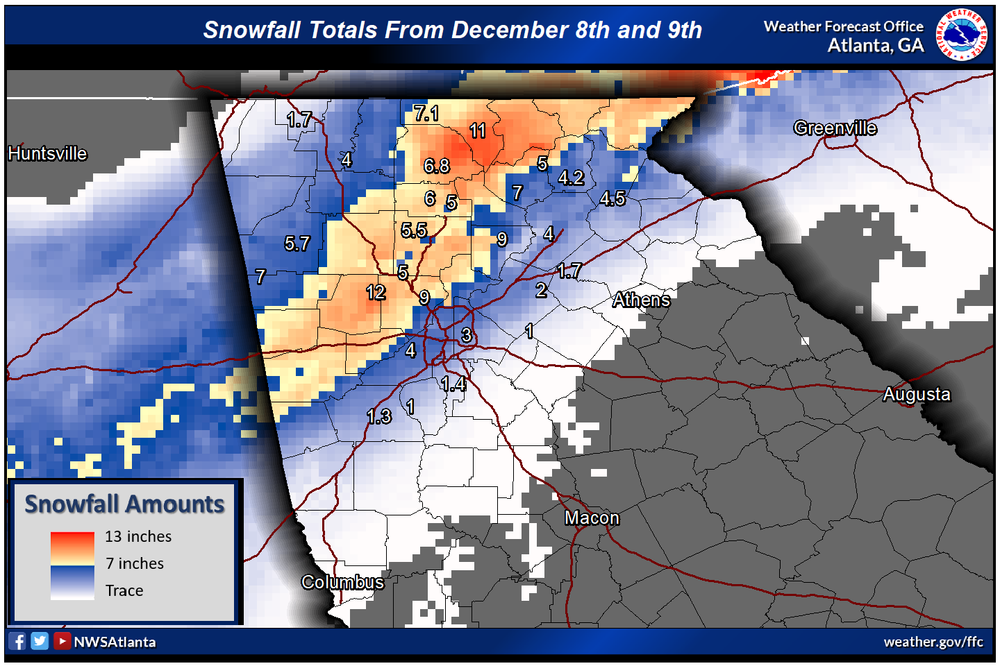 Snowfall Totals From December 8th and 9th
Weather Forecast Office
Atlanta, GA
NATIONAL WEATHER SERVICE
7.1
1.7
11
Greenville
Huntsville
4
6.8
5
4.2
7
6
5
4.5
5.5
4
9
5.7
5
1.7
7
12
9
2
Athens
1
3
4
1.4
Augusta
1
1.3
Macon
Columbus
Snowfall Amounts
13 inches
7 inches
Trace
NWSAtlanta
weather.gov/ffc